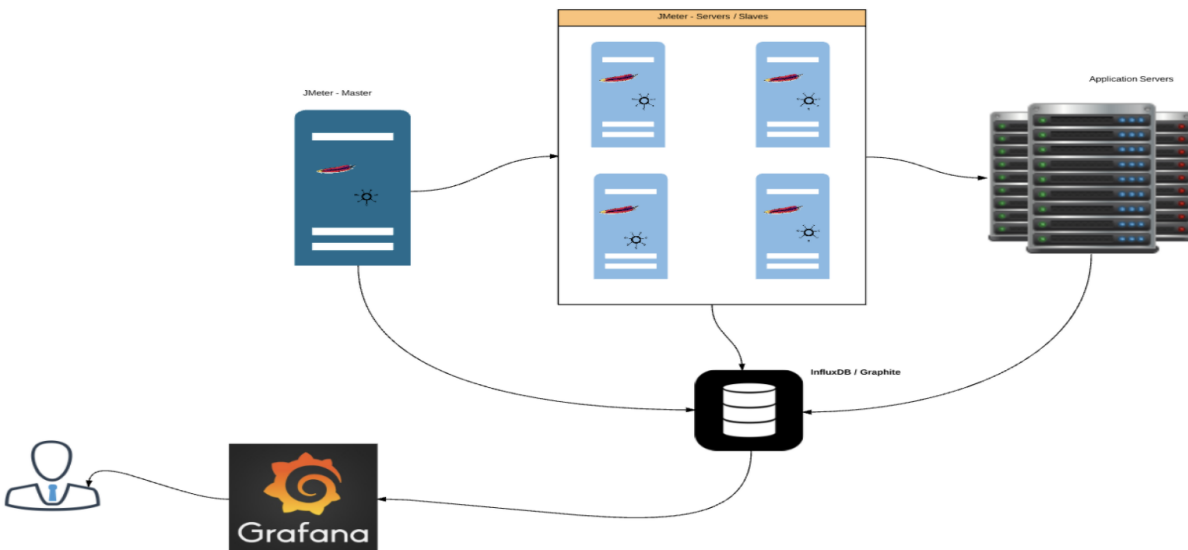 JMeter - Servers / Slaves
Application Servers
JMeter - Master
InfluxDB / Graphite
Grafana